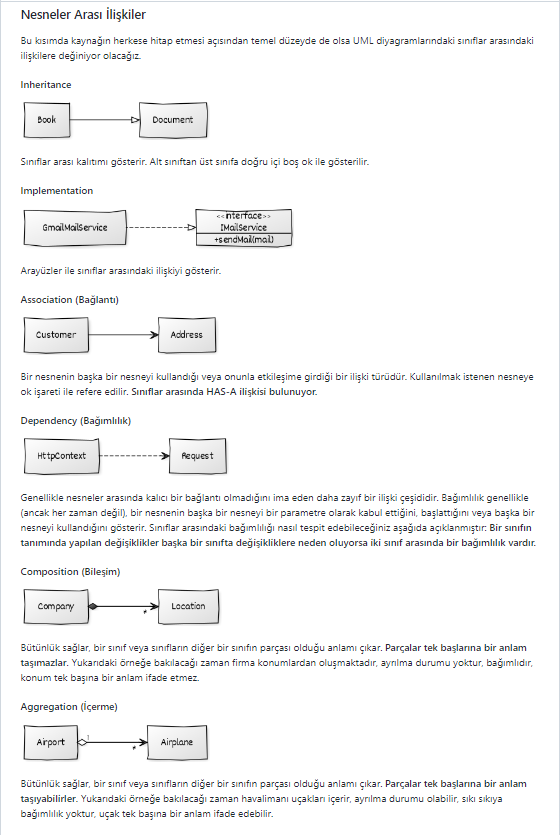 Nesneler Arası İlişkiler
Bu kısımda kaynağın herkese hitap etmesi açısından temel düzeyde de olsa UML diyagramlarındaki sınıflar arasındaki
ilişkilere değiniyor olacağız.
Inheritance
Book
Document
Sınıflar arası kalıtımı gösterir. Alt sınıftan üst sınıfa doğru içi boş ok ile gösterilir.
Implementation
GmailMailService
<<nterface>>
IMailService
+sendMail(mail)
Arayüzler ile sınıflar arasındaki ilişkiyi gösterir.
Association (Bağlantı)
Customer
Address
Bir nesnenin başka bir nesneyi kullandığı veya onunla etkileşime girdiği bir ilişki türüdür. Kullanılmak istenen nesneye
ok işareti ile refere edilir. Sınıflar arasında HAS-A ilişkisi bulunuyor.
Dependency (Bağımlılık)
HttpContext
Request
Genellikle nesneler arasında kalıcı bir bağlantı olmadığını ima eden daha zayıf bir ilişki çeşididir. Bağımlılık genellikle
(ancak her zaman değil), bir nesnenin başka bir nesneyi bir parametre olarak kabul ettiğini, başlattığını veya başka bir
nesneyi kullandığını gösterir. Sınıflar arasındaki bağımlılığı nasıl tespit edebileceğiniz aşağıda açıklanmıştır: Bir sınıfın
tanımında yapılan değişiklikler başka bir sınıfta değişikliklere neden oluyorsa iki sınıf arasında bir bağımlılık vardır.
Composition (Bileşim)
Company
*
Location
Bütünlük sağlar, bir sınıf veya sınıfların diğer bir sınıfın parçası olduğu anlamı çıkar. Parçalar tek başlarına bir anlam
taşımazlar. Yukarıdaki örneğe bakılacağı zaman firma konumlardan oluşmaktadır, ayrılma durumu yoktur, bağımlıdır,
konum tek başına bir anlam ifade etmez.
Aggregation (İçerme)
Airport
1
*
Airplane
Bütünlük sağlar, bir sınıf veya sınıfların diğer bir sınıfın parçası olduğu anlamı çıkar. Parçalar tek başlarına bir anlam
taşıyabilirler. Yukarıdaki örneğe bakılacağı zaman havalimanı uçakları içerir, ayrılma durumu olabilir, sıkı sıkıya
bağımlılık yoktur, uçak tek başına bir anlam ifade edebilir.